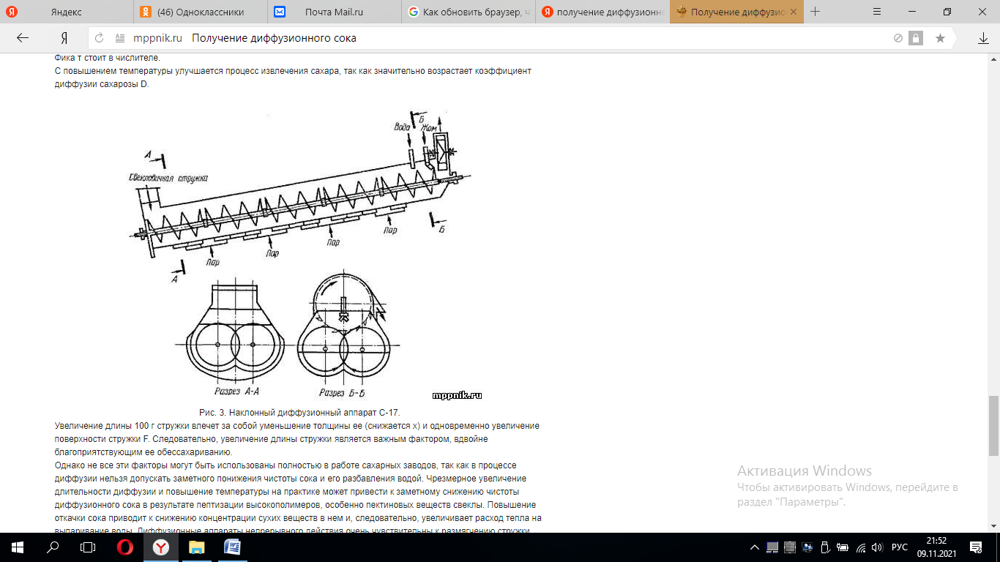 Яндекс
(46) Одноклассники
Почта Mail.ru
Как обновить браузер, ч
получение диффузионно
Получение диффузио
mppnik.ru Получение диффузионного сока
Фика τ стоит в числителе.
С повышением температуры улучшается процесс извлечения сахара, так как значительно возрастает коэффициент
диффузии сахарозы D.
Б
Вода Жом
А
Свекловичная стружка
Б
Пар
Пар
Пар
Пар
А
Разрез А-А
Разрез Б-Б
mppnik.ru
Рис. 3. Наклонный диффузионный аппарат С-17.
Увеличение длины 100 г стружки влечет за собой уменьшение толщины ее (снижается x) и одновременно увеличение
поверхности стружки F. Следовательно, увеличение длины стружки является важным фактором, вдвойне
благоприятствующим ее обессахариванию.
Однако не все эти факторы могут быть использованы полностью в работе сахарных заводов, так как в процессе
диффузии нельзя допускать заметного понижения чистоты сока и его разбавления водой. Чрезмерное увеличение
длительности диффузии и повышение температуры на практике может привести к заметному снижению чистоты
диффузионного сока в результате пептизации высокополимеров, особенно пектиновых веществ свеклы. Повышение
откачки сока приводит к снижению концентрации сухих веществ в нем и, следовательно, увеличивает расход тепла на
выпаривание воды. Диффузионные аппараты непрерывного действия очень чувствительны к размягчению стружки
Активация Windows
Чтобы активировать Windows, перейдите в
раздел "Параметры".
РУС
21:52
09.11.2021